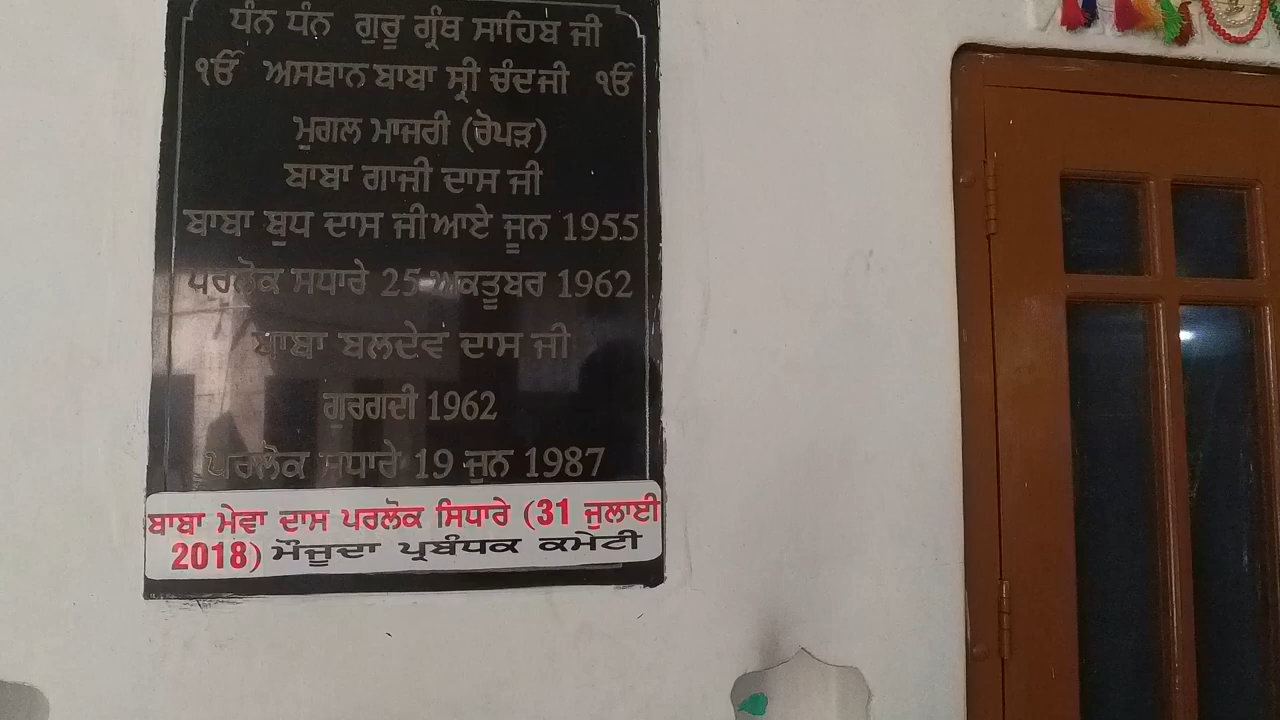 ਧੰਨ ਧੰਨ ਗੁਰੂ ਗ੍ਰੰਥ ਸਾਹਿਬ ਜੀ
ੴ ਅਸਥਾਨ ਬਾਬਾ ਸ੍ਰੀ ਚੰਦ ਜੀ ੴ
ਮੁਗਲ ਮਾਜਰੀ (ਰੋਪੜ)
ਬਾਬਾ ਗਾਜੀ ਦਾਸ ਜੀ
ਬਾਬਾ ਬੁਧ ਦਾਸ ਜੀ ਆਏ ਜੂਨ 1955
ਪਰਲੋਕ ਸਧਾਰੇ 25 ਅਕਤੂਬਰ 1962
ਬਾਬਾ ਬਲਦੇਵ ਦਾਸ ਜੀ
ਗੁਰਗਦੀ 1962
ਪਰਲੋਕ ਸਧਾਰੇ 19 ਜੂਨ 1987
ਬਾਬਾ ਮੇਵਾ ਦਾਸ ਪਰਲੋਕ ਸਿਧਾਰੇ (31 ਜੁਲਾਈ
2018) ਮੌਜੂਦਾ ਪ੍ਰਬੰਧਕ ਕਮੇਟੀ